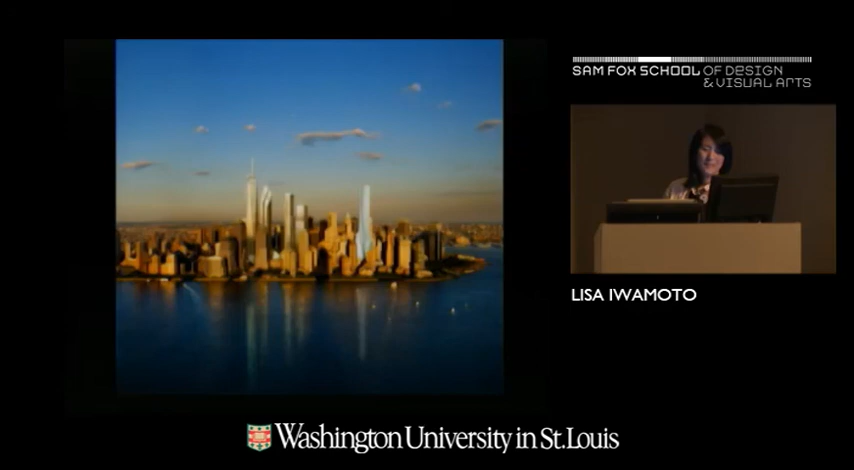 SAM FOX SCHOOL OF DESIGN
& VISUAL ARTS
LISA IWAMOTO
Washington University in St. Louis